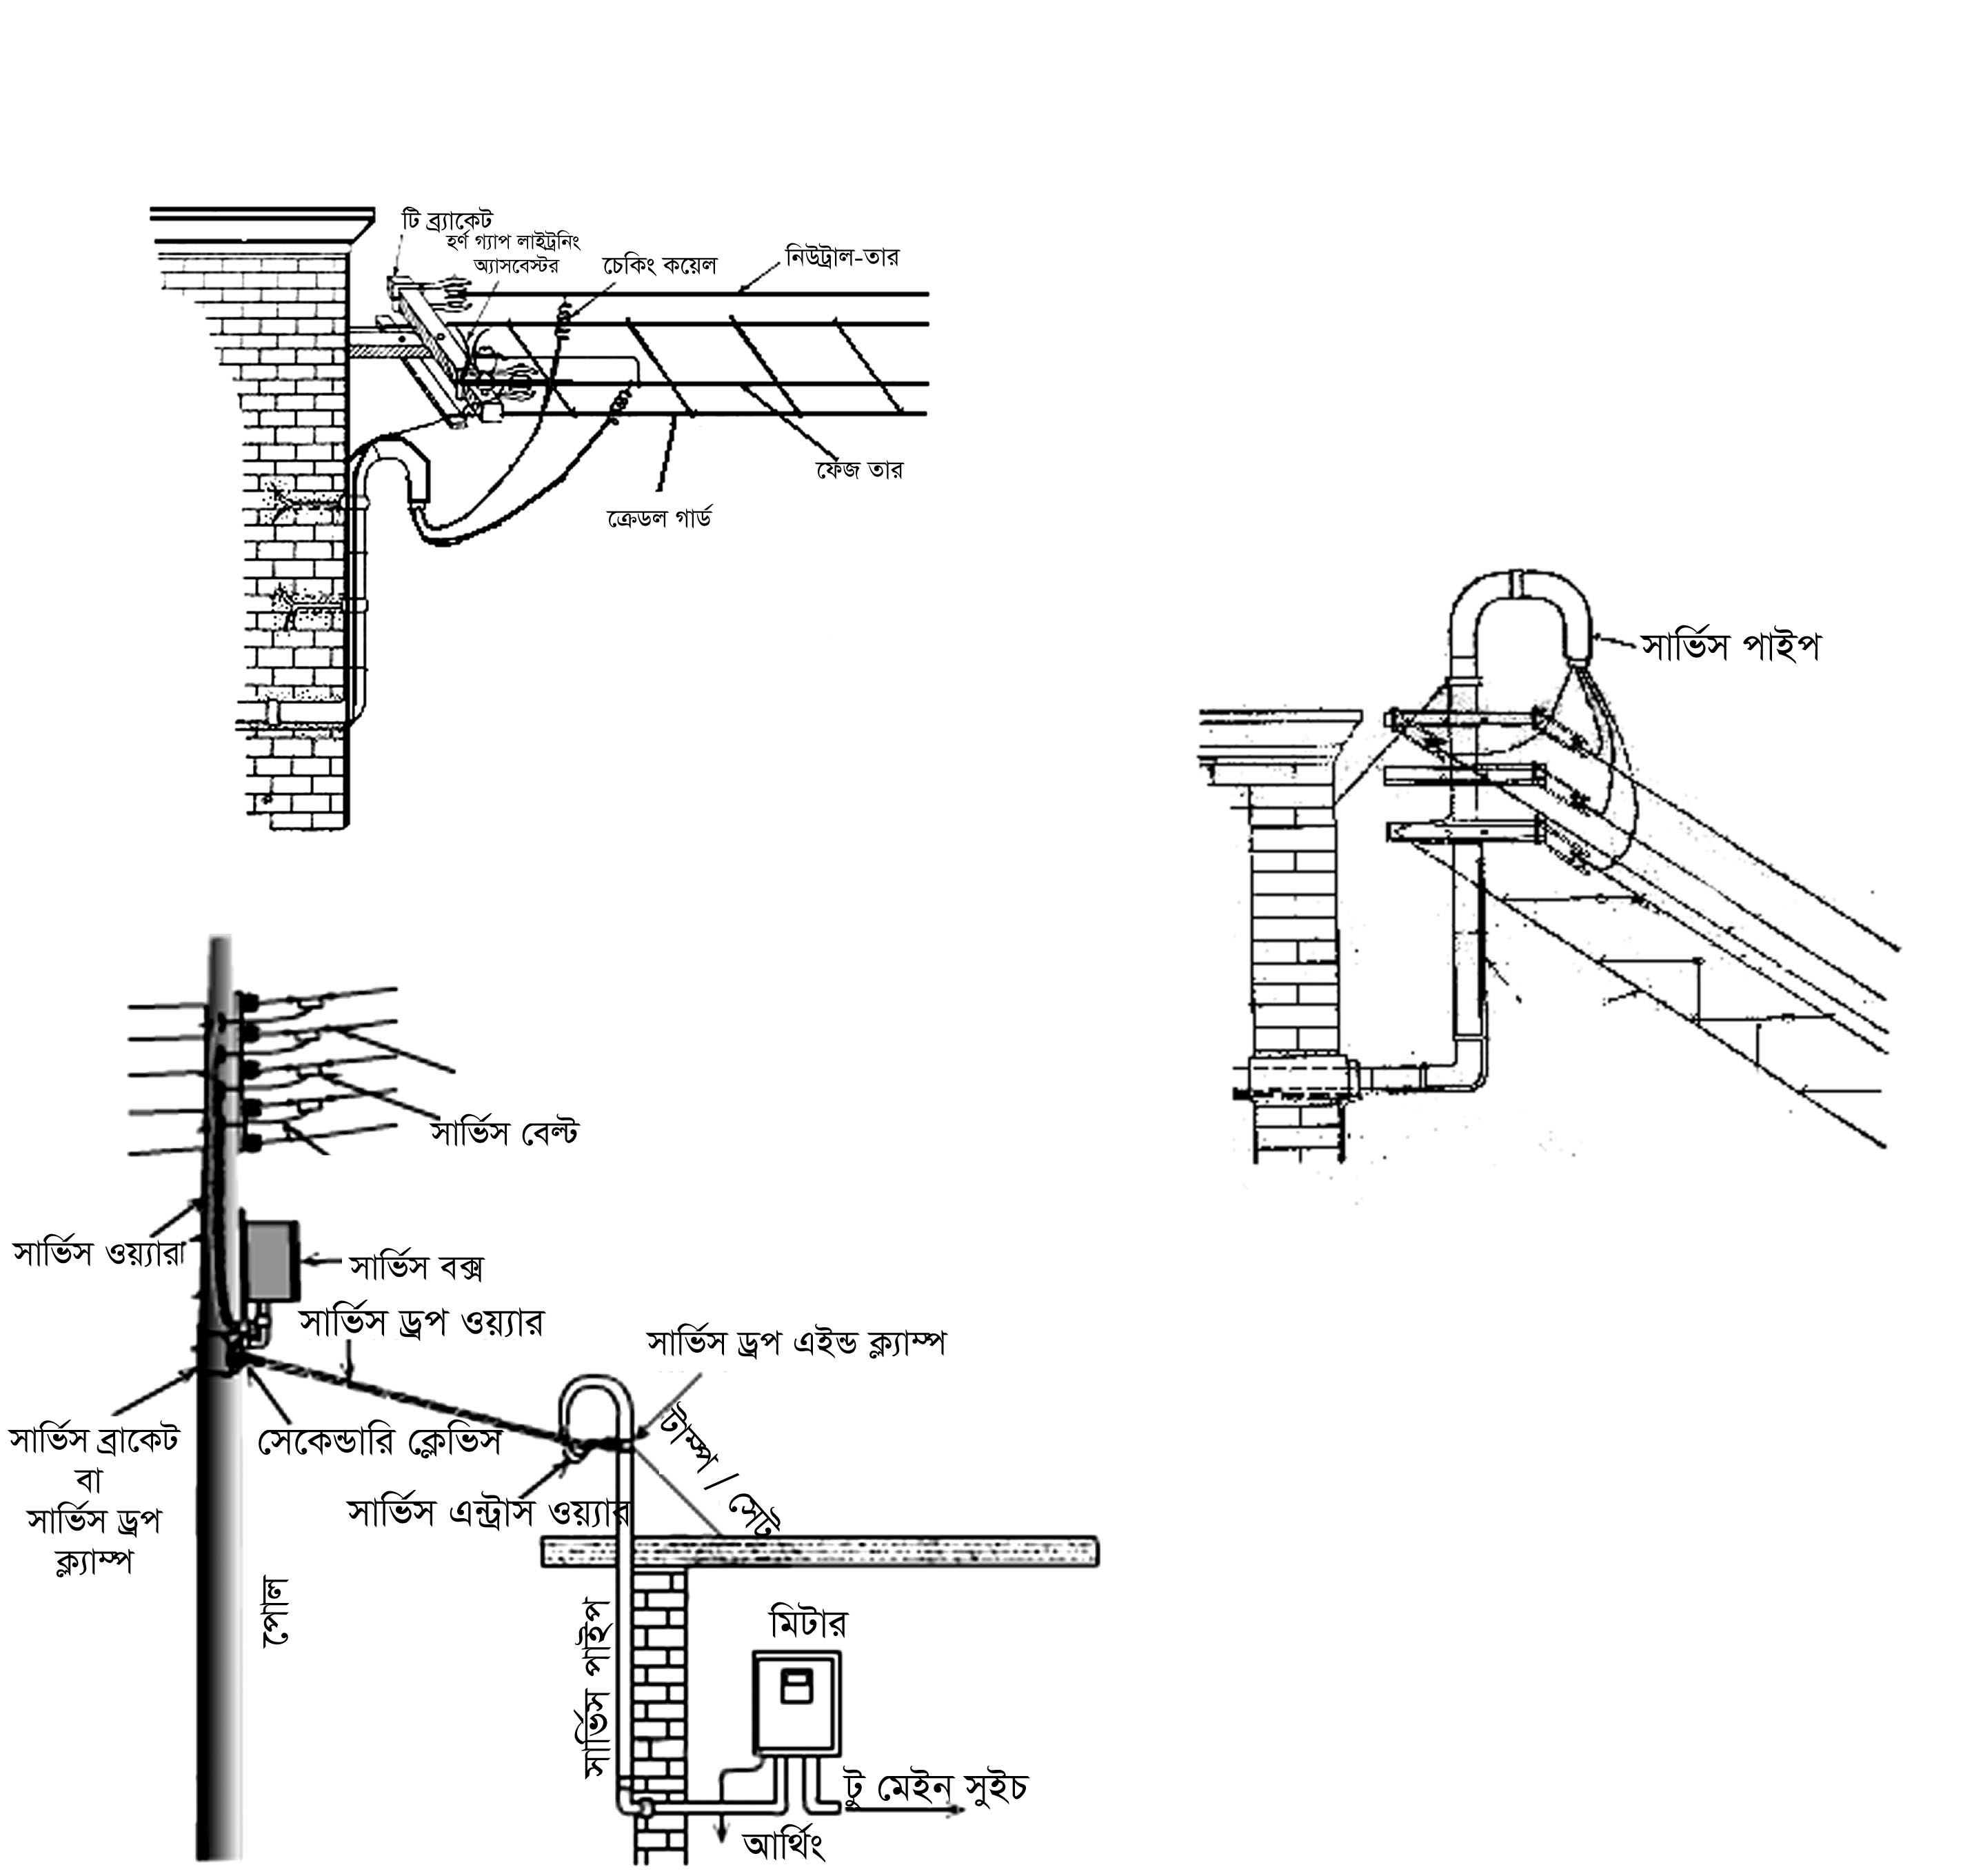 টি ব্র্যাকেট
হর্ণ গ্যাপ লাইট্রনিং
অ্যাসবেস্টর
চেকিং কয়েল
নিউট্রাল-তার
ফেজ তার
ক্রেডল গার্ড
সার্ভিস পাইপ
সার্ভিস বেল্ট
সার্ভিস ওয়্যারা
সার্ভিস বক্স
সার্ভিস ড্রপ ওয়্যার
সার্ভিস ড্রপ এইন্ড ক্ল্যাম্প
সার্ভিস ব্রাকেট
বা
সার্ভিস ড্রপ
ক্ল্যাম্প
সেকেন্ডারি ক্লেভিস
টাম্প / সেট
সার্ভিস এন্ট্রাস ওয়্যার
পোল
সার্ভিস পাইপ
মিটার
টু মেইন সুইচ
আর্থিং